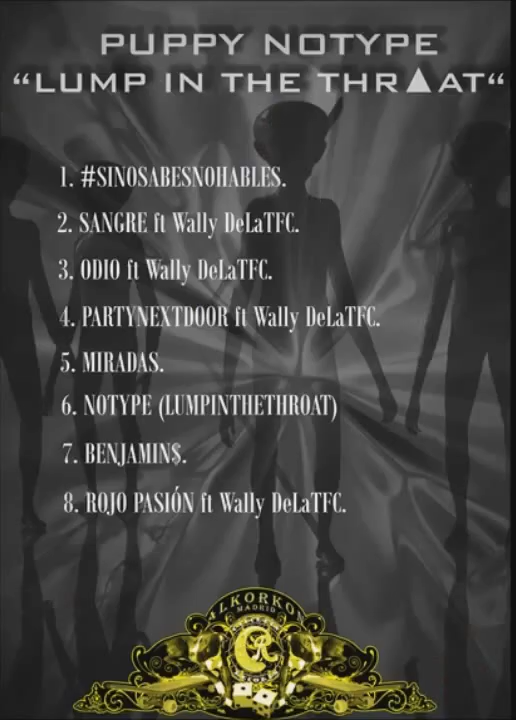 PUPPY NOTYPE
“LUMP IN THE THR▲AT“
1. #SINOSABESNOHABLES.
2. SANGRE ft Wally DeLaTFC.
3. ODIO ft Wally DeLaTFC.
4. PARTYNEXTDOOR ft Wally DeLaTFC.
5. MIRADAS.
6. NOTYPE (LUMPINTHETHROAT)
7. BENJAMIN$.
8. ROJO PASIÓN ft Wally DeLaTFC.
ALKORKON
MADRID